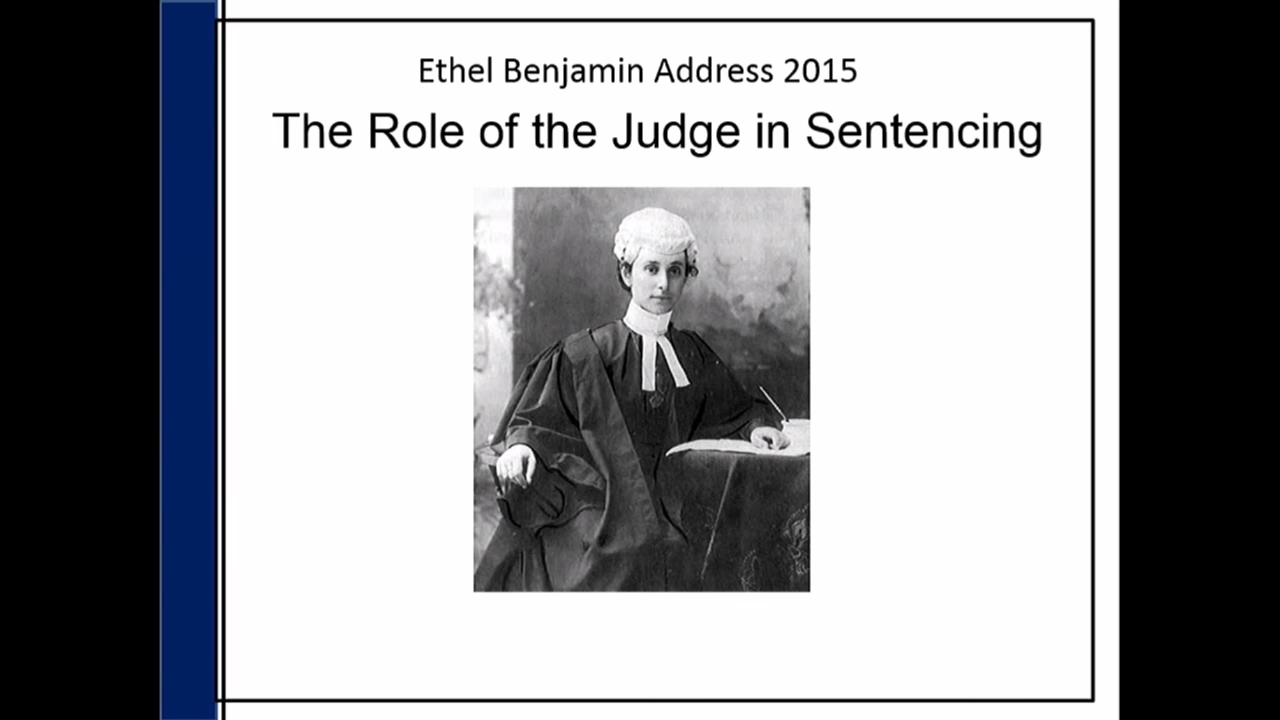 Ethel Benjamin Address 2015
The Role of the Judge in Sentencing